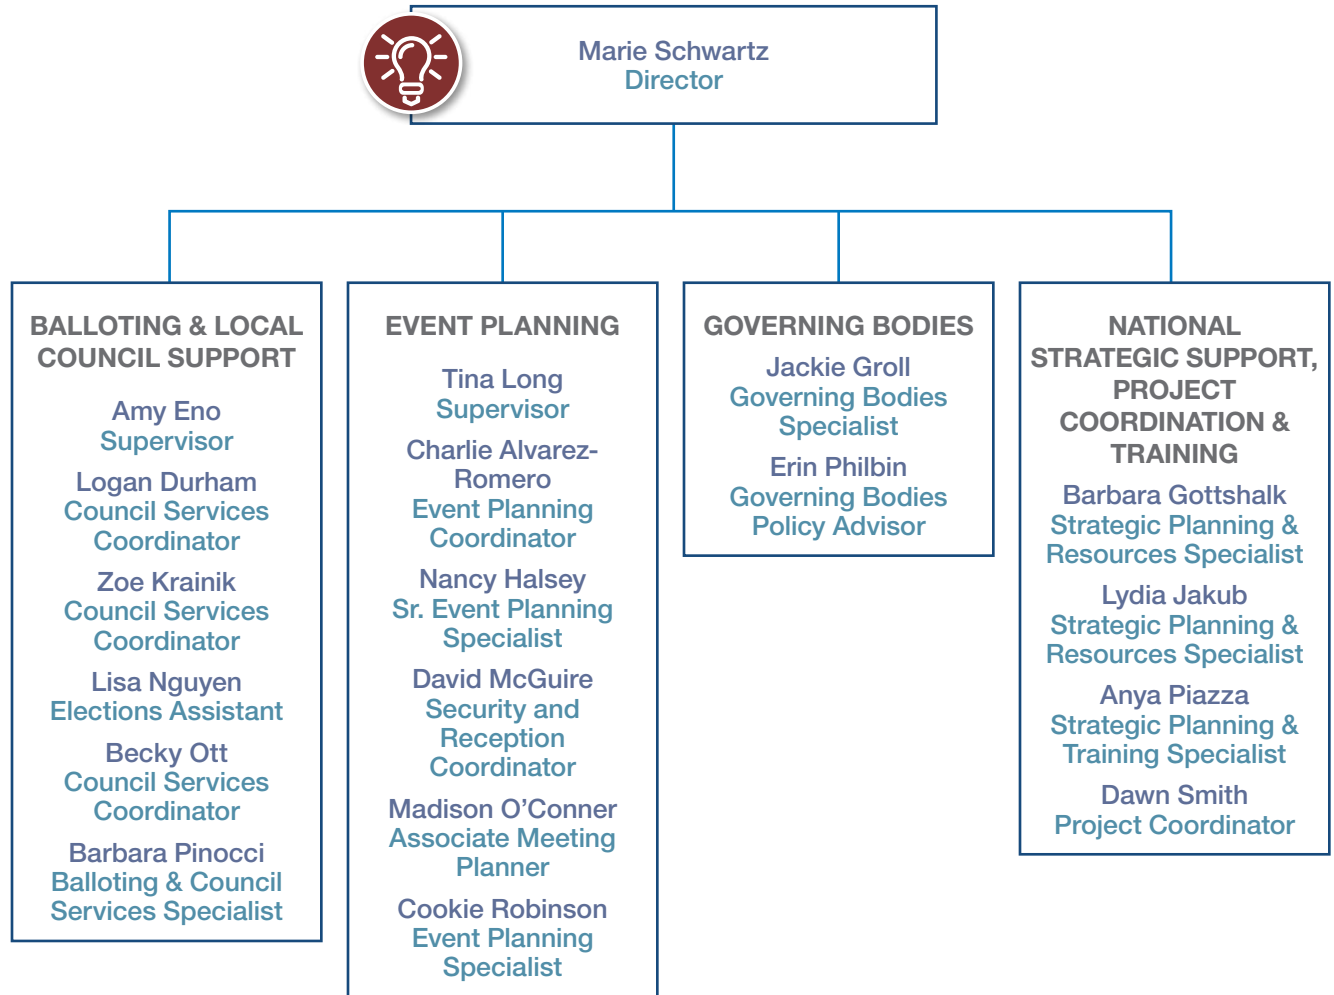 Marie Schwartz
Director
BALLOTING & LOCAL
COUNCIL SUPPORT
Amy Eno
Supervisor
Logan Durham
Council Services
Coordinator
Zoe Krainik
Council Services
Coordinator
Lisa Nguyen
Elections Assistant
Becky Ott
Council Services
Coordinator
Barbara Pinocci
Balloting & Council
Services Specialist
EVENT PLANNING
Tina Long
Supervisor
Charlie Alvarez-
Romero
Event Planning
Coordinator
Nancy Halsey
Sr. Event Planning
Specialist
David McGuire
Security and
Reception
Coordinator
Madison O’Conner
Associate Meeting
Planner
Cookie Robinson
Event Planning
Specialist
GOVERNING BODIES
Jackie Groll
Governing Bodies
Specialist
Erin Philbin
Governing Bodies
Policy Advisor
NATIONAL
STRATEGIC SUPPORT,
PROJECT
COORDINATION &
TRAINING
Barbara Gottshalk
Strategic Planning &
Resources Specialist
Lydia Jakub
Strategic Planning &
Resources Specialist
Anya Piazza
Strategic Planning &
Training Specialist
Dawn Smith
Project Coordinator